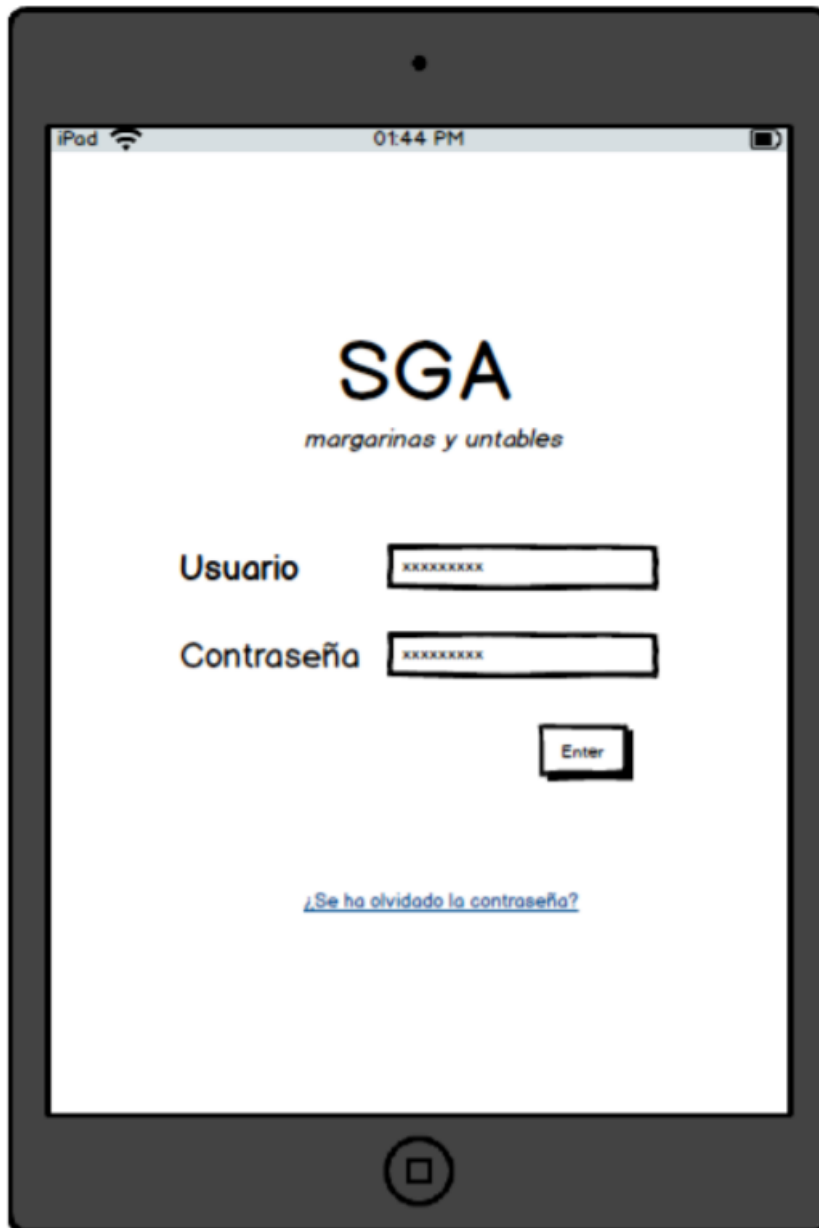 iPad 01:44 PM
SGA
margarinas y untables
Usuario xxxxxxxxx
Contraseña xxxxxxxxx
Enter
¿Se ha olvidado la contraseña?